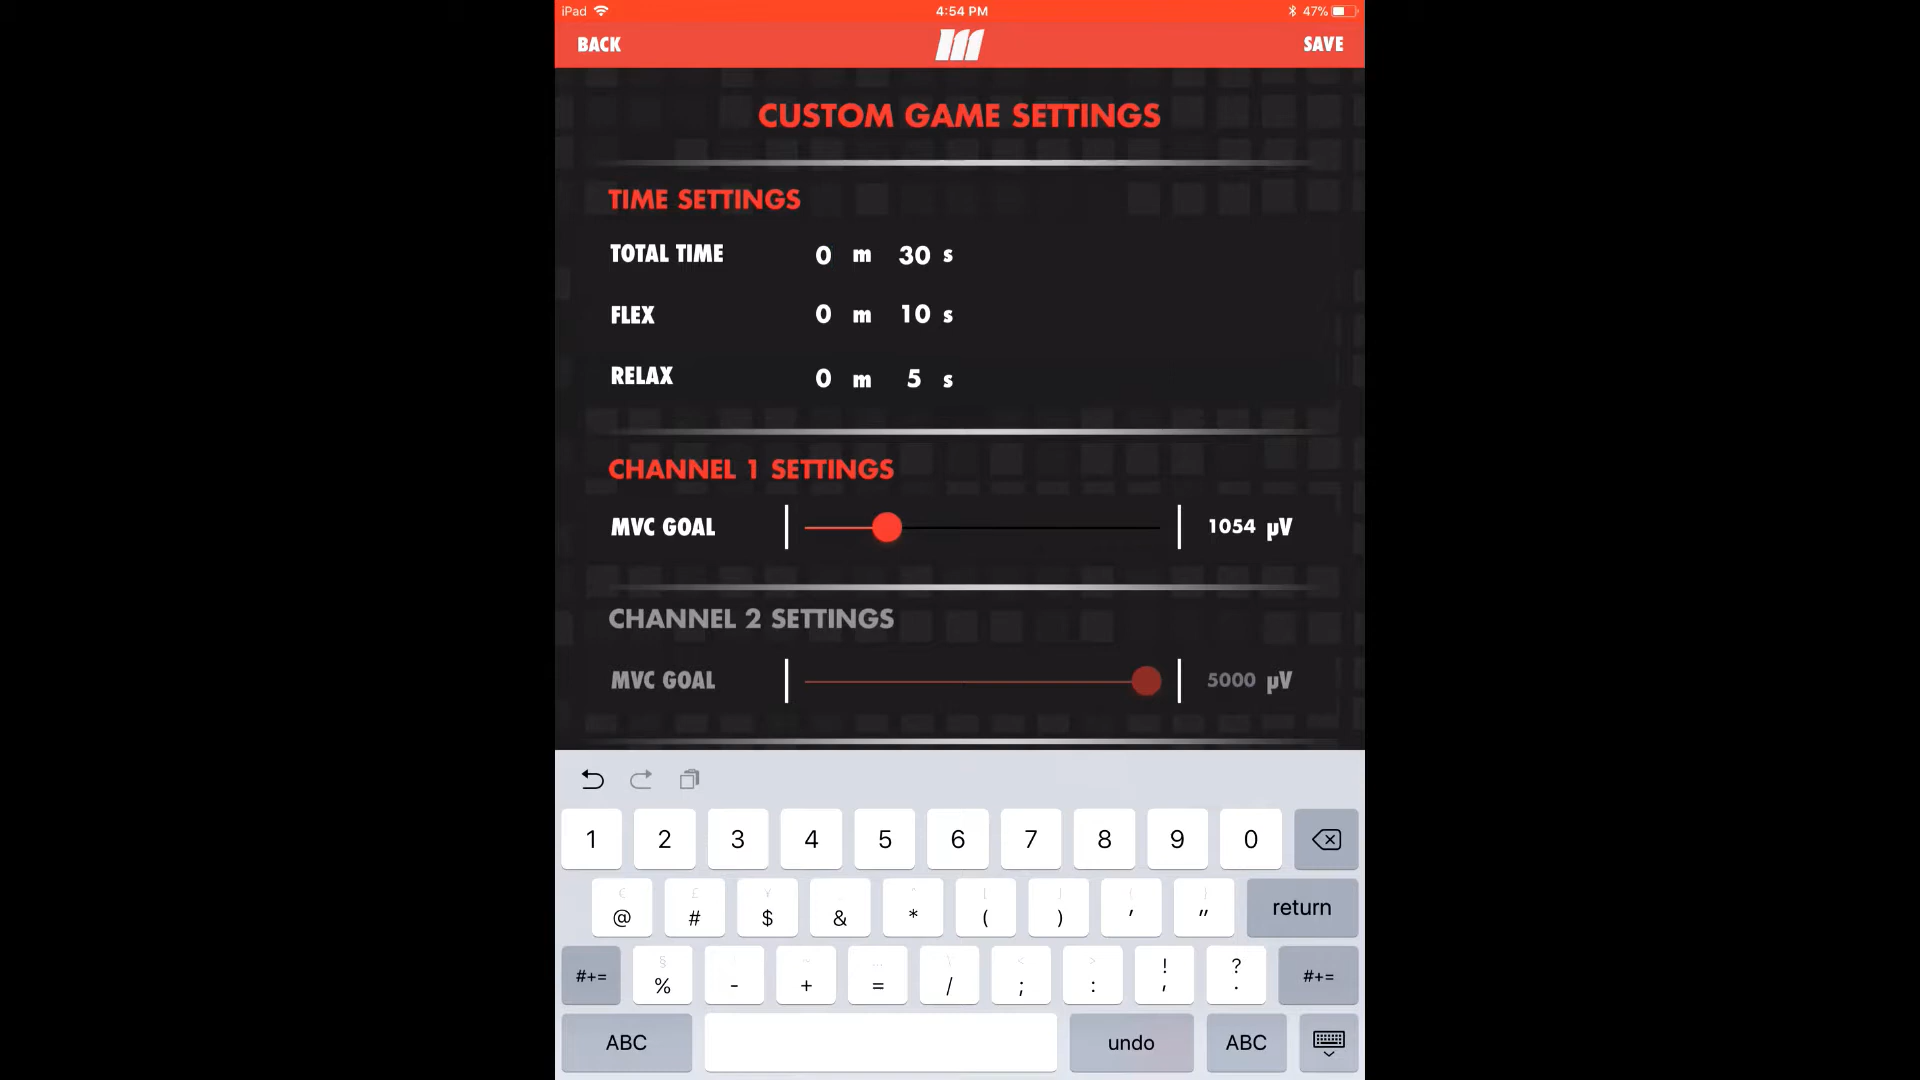 iPad 4:54 PM 47%
BACK SAVE
CUSTOM GAME SETTINGS
TIME SETTINGS
TOTAL TIME 0 m 30 s
FLEX 0 m 10 s
RELAX 0 m 5 s
CHANNEL 1 SETTINGS
MVC GOAL 1054 µV
CHANNEL 2 SETTINGS
MVC GOAL 5000 µV
1 2 3 4 5 6 7 8 9 0
€ £ ¥ ^ [ ] { }
@ # $ & * ( ) ' " return
§ ~ … \ < > ! ?
#+= % - + = / ; : , . #+=
ABC undo ABC